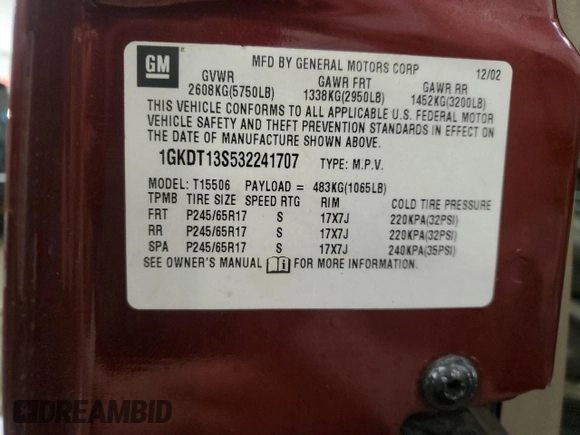 GM
MFD BY GENERAL MOTORS CORP 12/02
GVWR GAWR FRT GAWR RR
2608KG(5750LB) 1338KG(2950LB) 1452KG(3200LB)
THIS VEHICLE CONFORMS TO ALL APPLICABLE U.S. FEDERAL MOTOR
VEHICLE SAFETY AND THEFT PREVENTION STANDARDS IN EFFECT ON
THE DATE OF MANUFACTURE SHOWN ABOVE.
1GKDT13S532241707 TYPE: M.P.V.
MODEL: T15506 PAYLOAD = 483KG(1065LB)
TPMB TIRE SIZE SPEED RTG RIM COLD TIRE PRESSURE
FRT P245/65R17 S 17X7J 220KPA(32PSI)
RR P245/65R17 S 17X7J 220KPA(32PSI)
SPA P245/65R17 S 17X7J 240KPA(35PSI)
SEE OWNER'S MANUAL FOR MORE INFORMATION.
DREAMBID